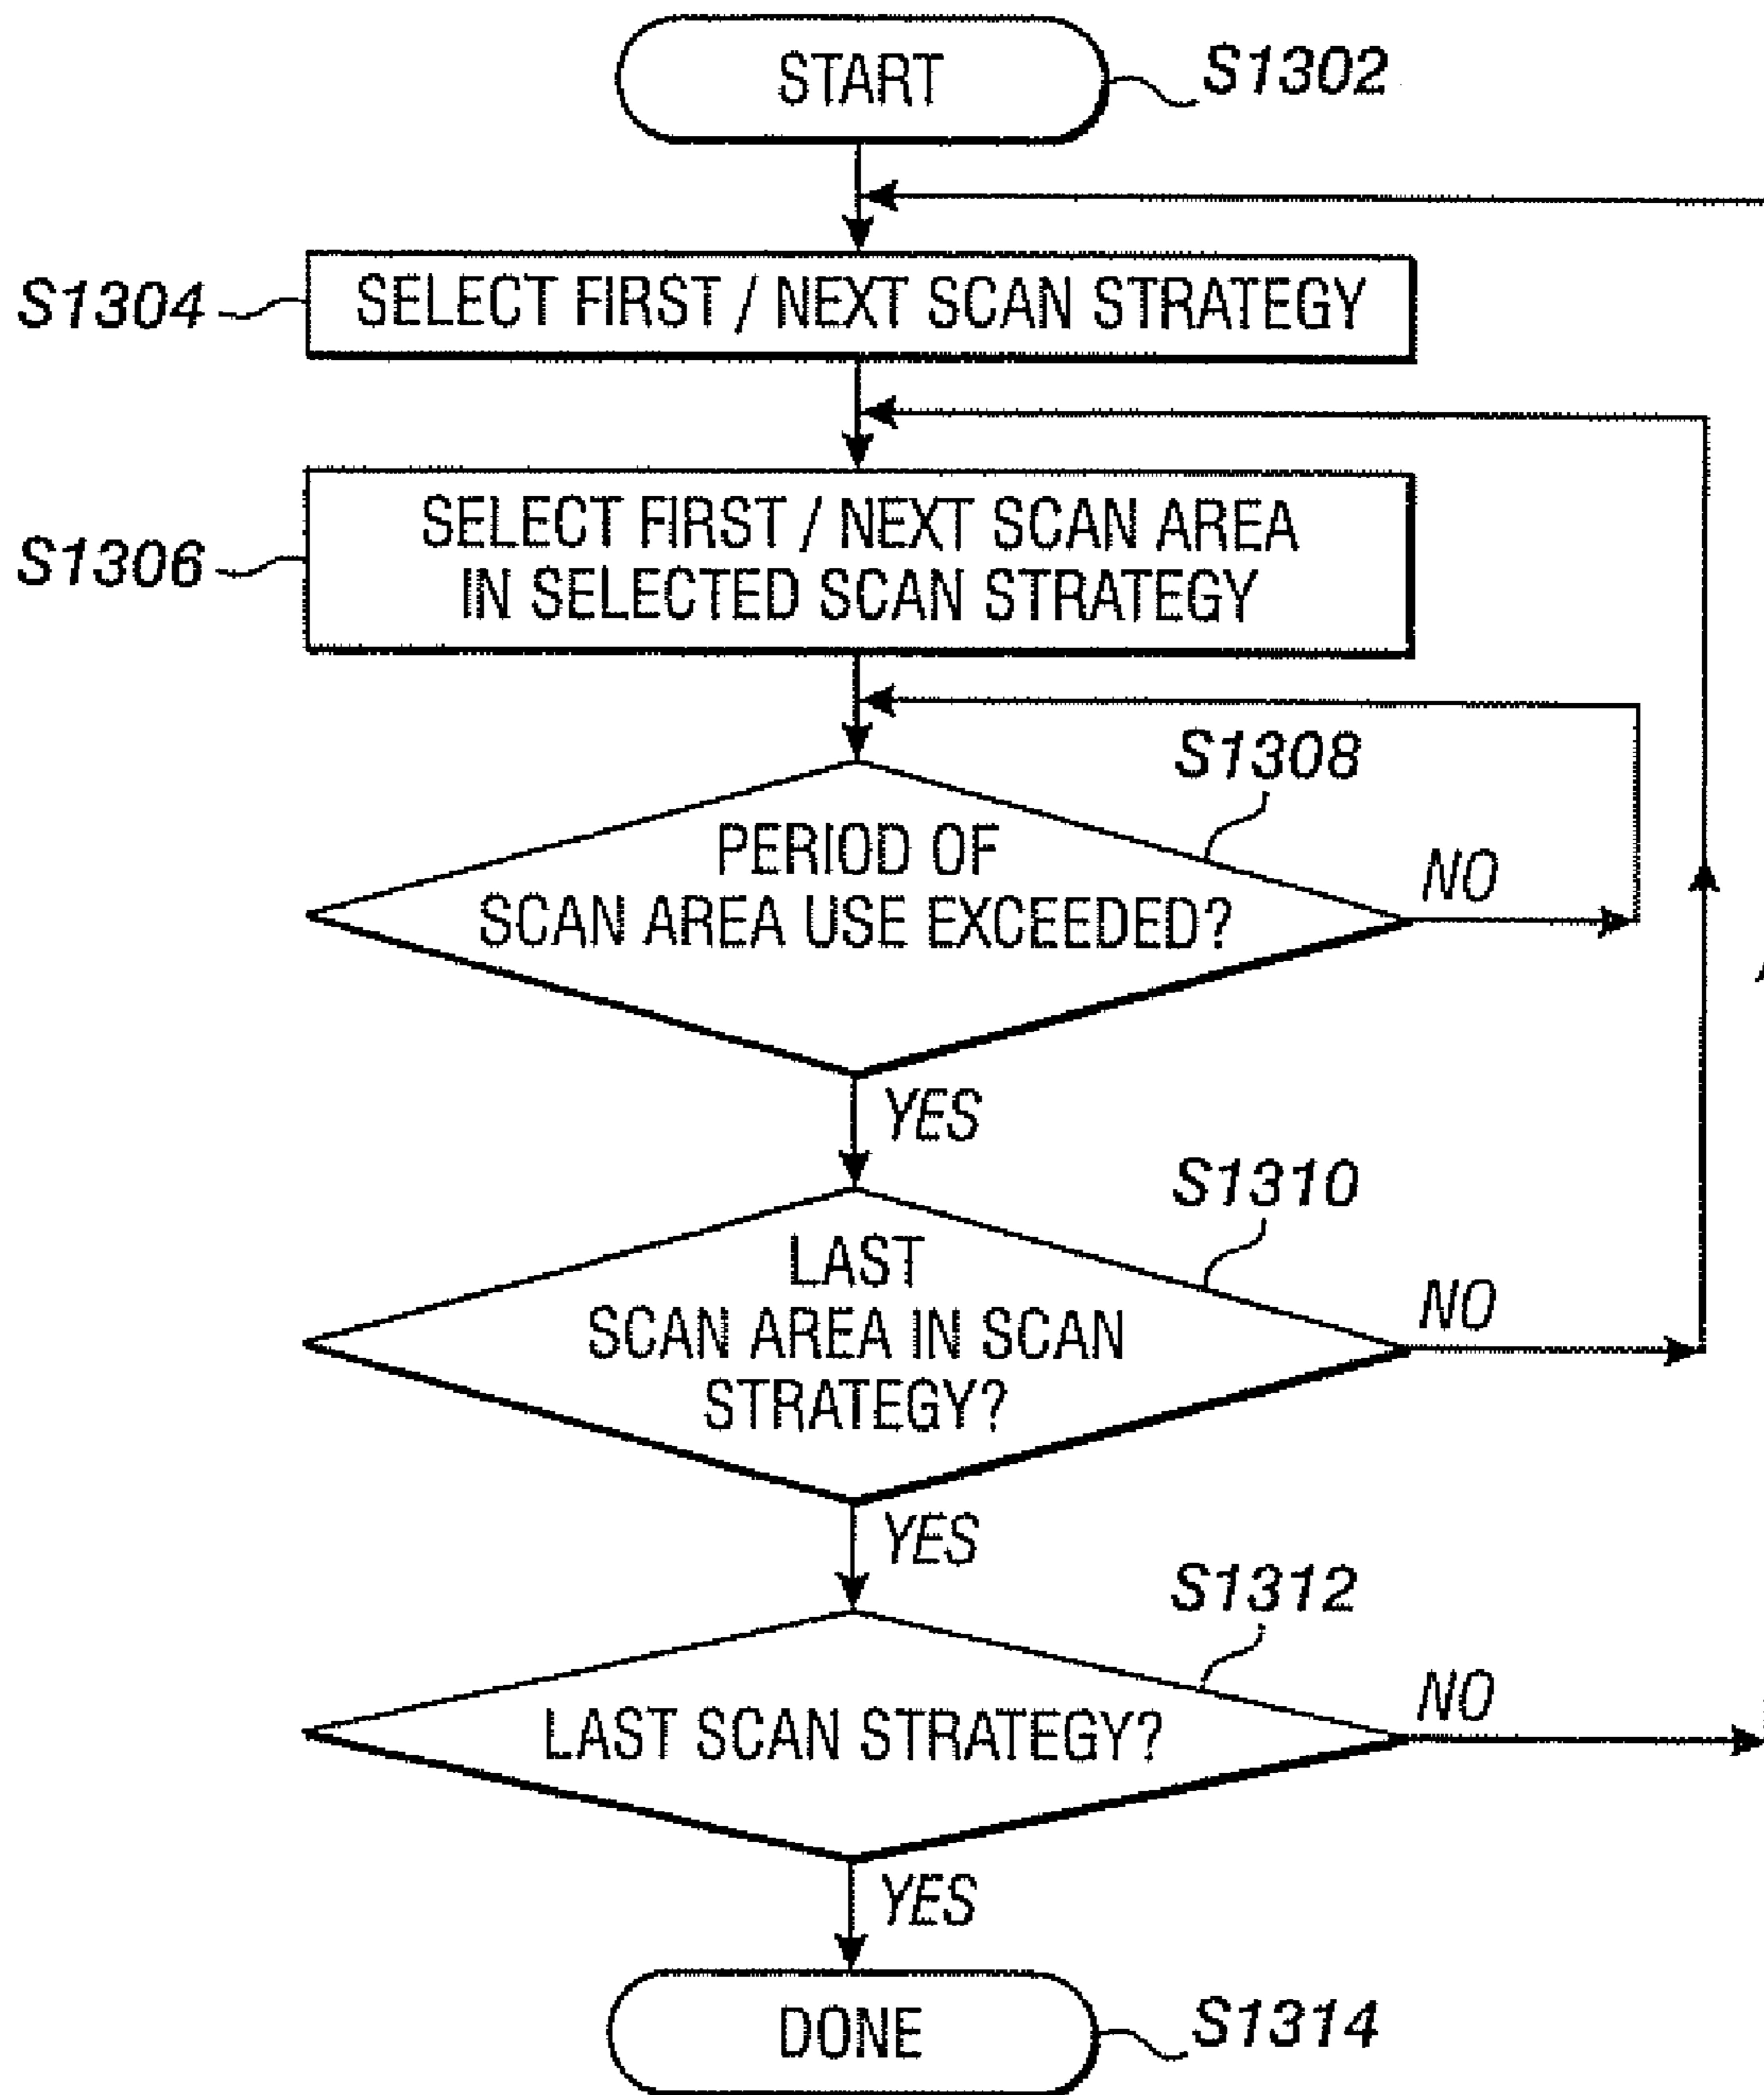 START
S1302
S1304
SELECT FIRST / NEXT SCAN STRATEGY
S1306
SELECT FIRST / NEXT SCAN AREA
IN SELECTED SCAN STRATEGY
S1308
PERIOD OF
SCAN AREA USE EXCEEDED?
NO
YES
S1310
LAST
SCAN AREA IN SCAN
STRATEGY?
NO
YES
S1312
LAST SCAN STRATEGY?
NO
YES
DONE
S1314